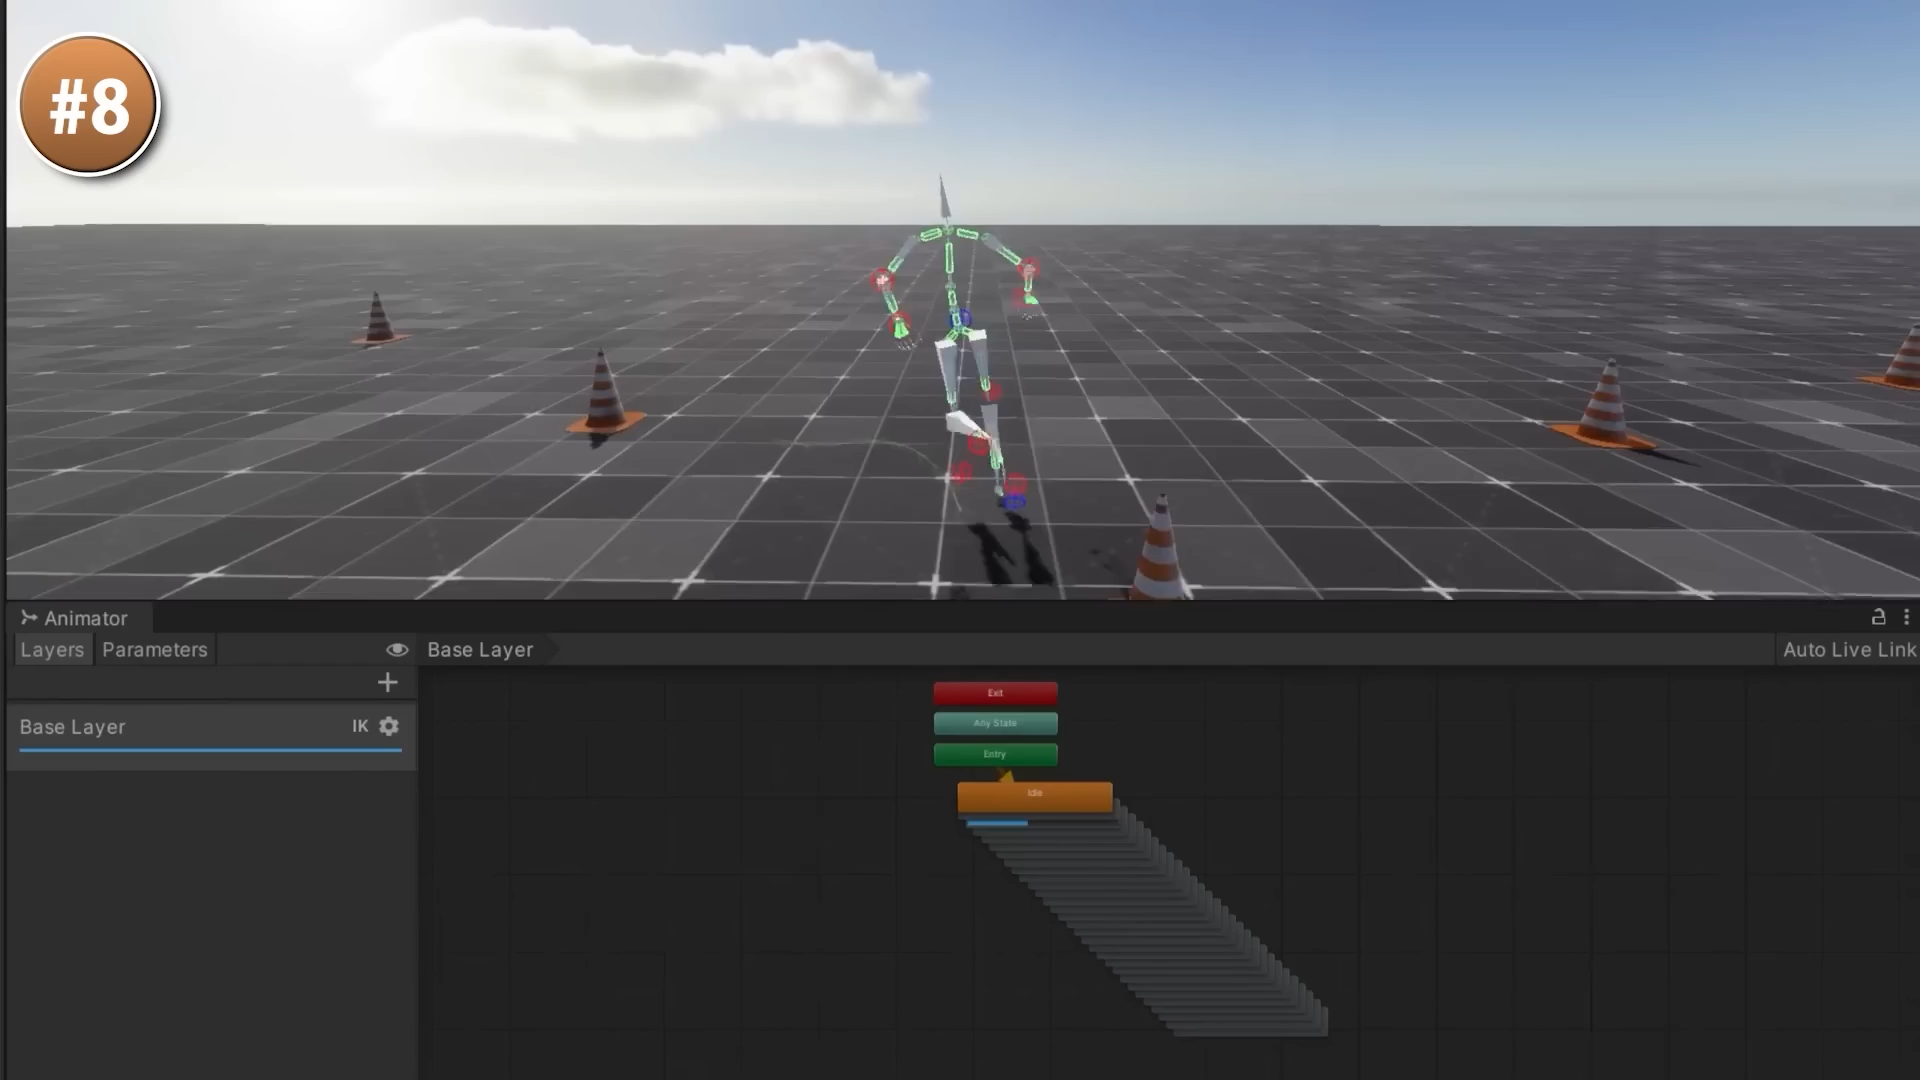 #8
Animator
Layers
Parameters
Base Layer
Auto Live Link
Base Layer
IK
Exit
Any State
Entry
Idle